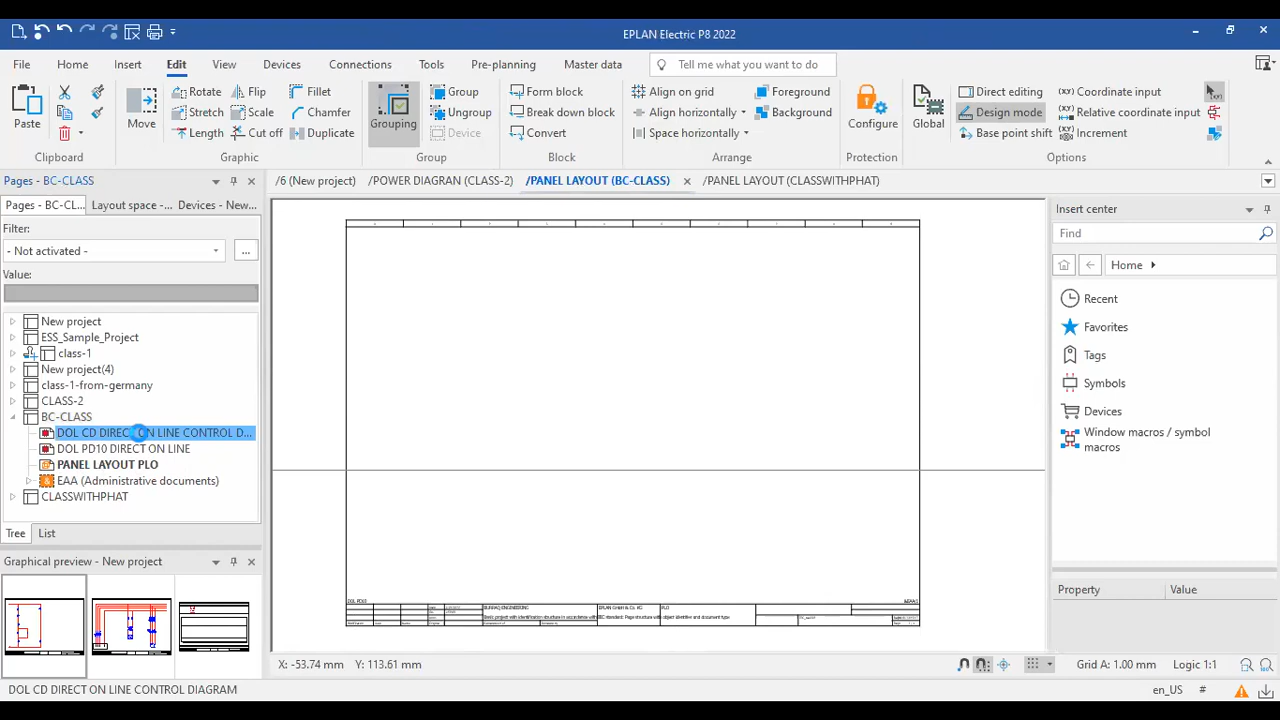 EPLAN Electric P8 2022
File Home Insert Edit View Devices Connections Tools Pre-planning Master data Tell me what you want to do
Paste
Clipboard
Move
Rotate Flip Fillet
Stretch Scale Chamfer
Length Cut off Duplicate
Graphic
Grouping
Group
Ungroup
Device
Group
Form block
Break down block
Convert
Block
Align on grid Foreground
Align horizontally Background
Space horizontally
Arrange
Configure
Protection
Global
Direct editing Coordinate input
Design mode Relative coordinate input
Base point shift Increment
Options
Pages - BC-CLASS
Pages - BC-CL... Layout space -... Devices - New...
Filter:
- Not activated -
...
Value:
New project
ESS_Sample_Project
class-1
New project(4)
class-1-from-germany
CLASS-2
BC-CLASS
DOL CD DIRECT ON LINE CONTROL D...
DOL PD10 DIRECT ON LINE
PANEL LAYOUT PLO
EAA (Administrative documents)
CLASSWITHPHAT
Tree List
Graphical preview - New project
/6 (New project) /POWER DIAGRAN (CLASS-2) /PANEL LAYOUT (BC-CLASS) /PANEL LAYOUT (CLASSWITHPHAT)
EPLAN GmbH & Co. KG
PLO
Insert center
Find
Home
Recent
Favorites
Tags
Symbols
Devices
Window macros / symbol
macros
Property Value
X: -53.74 mm Y: 113.61 mm Grid A: 1.00 mm Logic 1:1
DOL CD DIRECT ON LINE CONTROL DIAGRAM en_US #